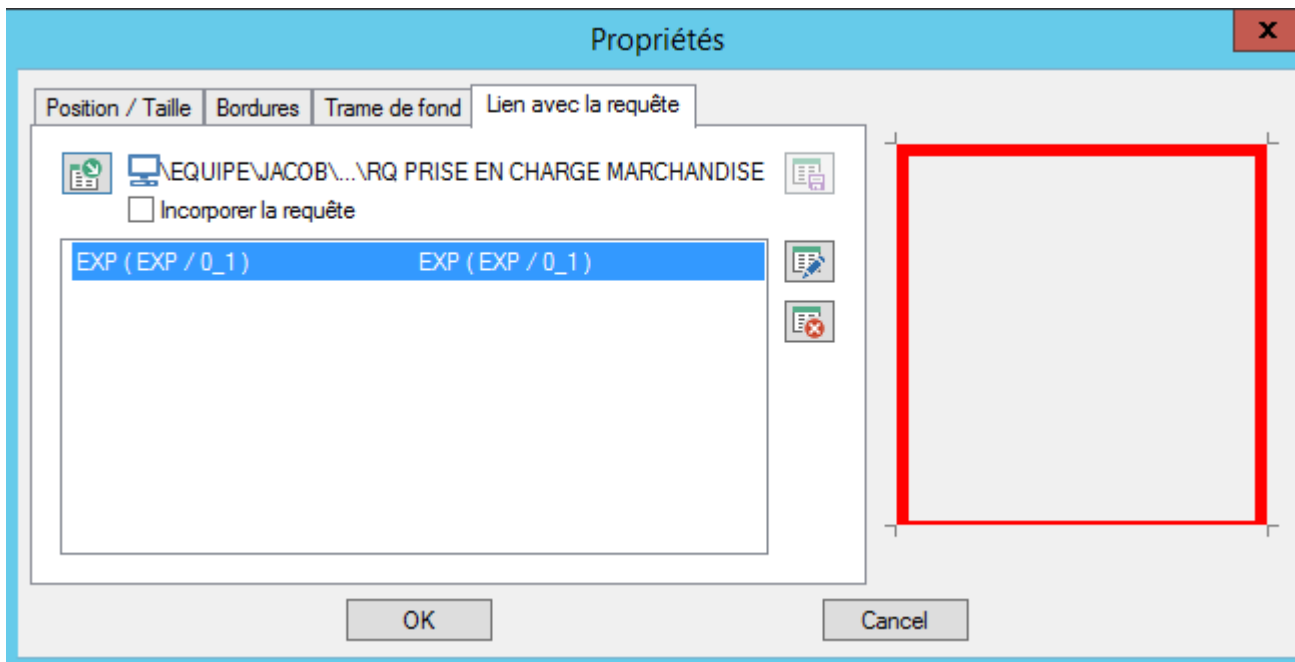 Propriétés
x
Position / Taille Bordures Trame de fond Lien avec la requête
\EQUIPE\JACOB\...\RQ PRISE EN CHARGE MARCHANDISE
Incorporer la requête
EXP ( EXP / 0_1 ) EXP ( EXP / 0_1 )
OK Cancel